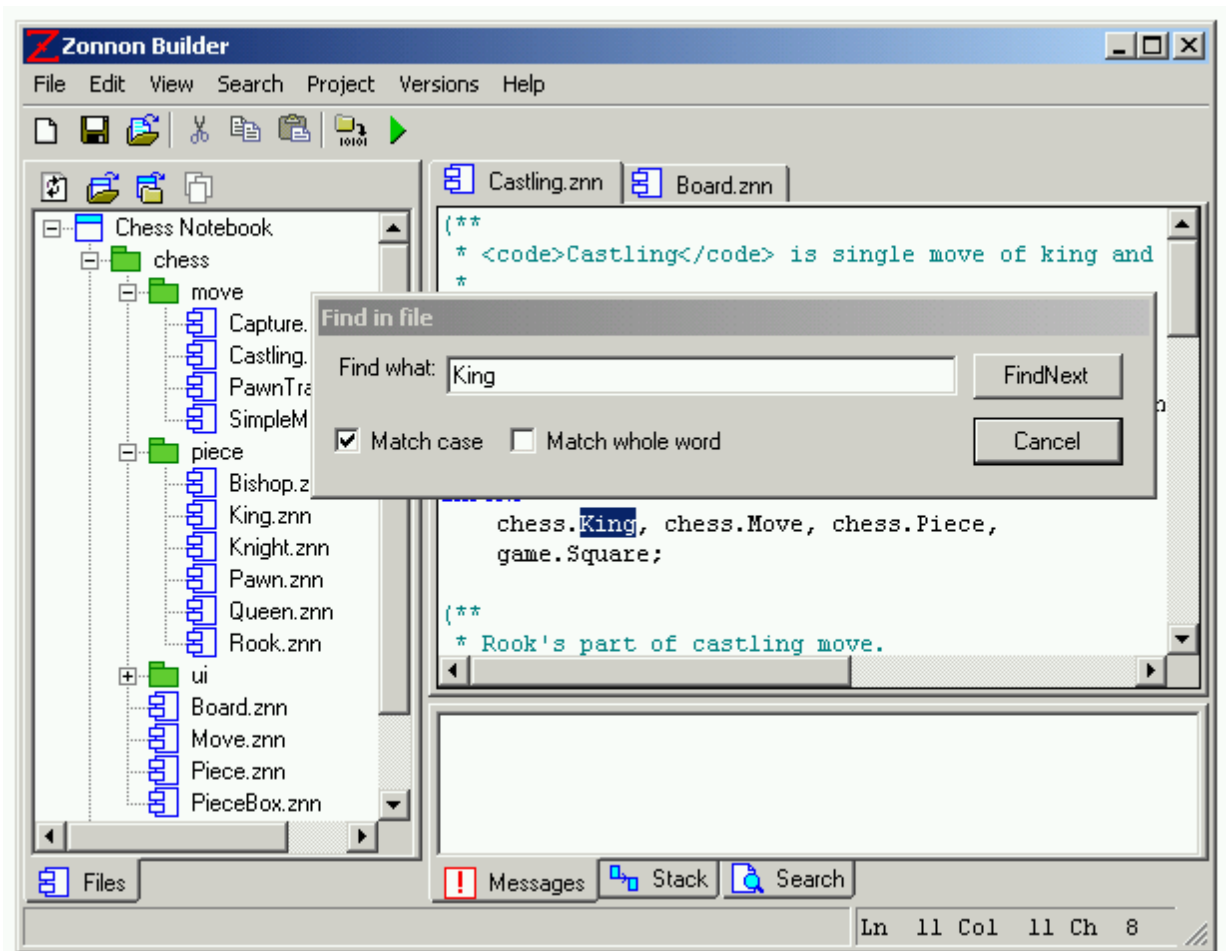 Zonnon Builder
File Edit View Search Project Versions Help
Castling.znn Board.znn
Chess Notebook
chess
move
Capture.
Castling.
PawnTra
SimpleM
piece
Bishop.z
King.znn
Knight.znn
Pawn.znn
Queen.znn
Rook.znn
ui
Board.znn
Move.znn
Piece.znn
PieceBox.znn
Files
(**
* <code>Castling</code> is single move of king and
*
Find in file
Find what: King FindNext
Match case Match whole word Cancel
chess.King, chess.Move, chess.Piece,
game.Square;
(**
* Rook's part of castling move.
Messages Stack Search
Ln 11 Col 11 Ch 8